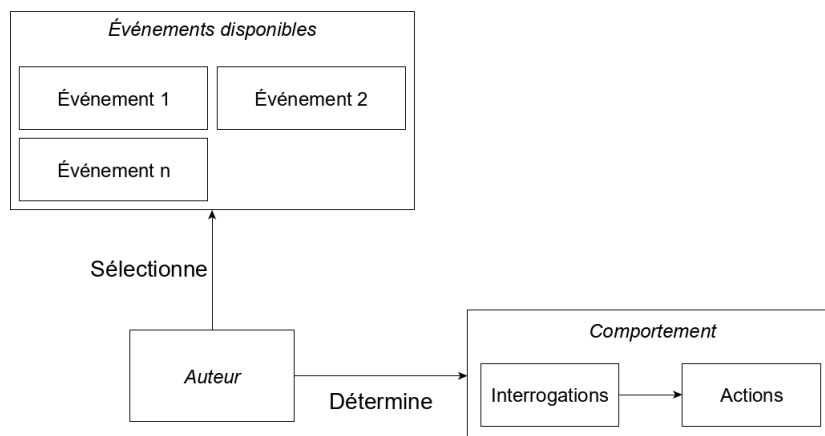 Événements disponibles
Événement 1
Événement 2
Événement n
Sélectionne
Auteur
Détermine
Comportement
Interrogations
Actions